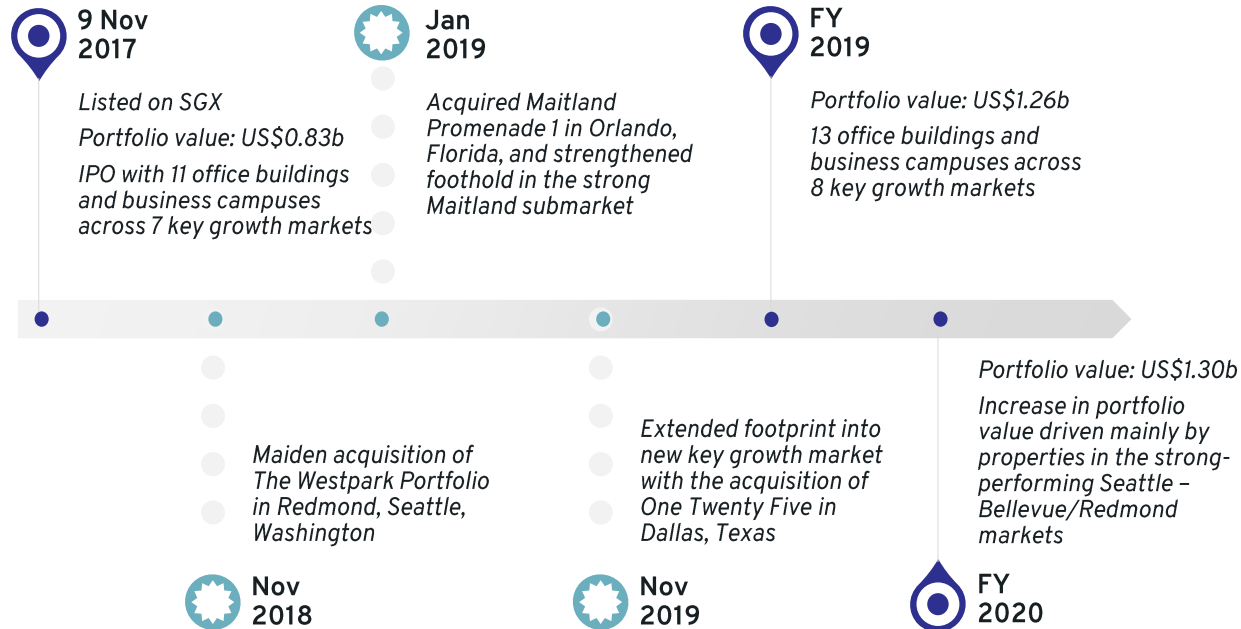 9 Nov
2017
Listed on SGX
Portfolio value: US$0.83b
IPO with 11 office buildings
and business campuses
across 7 key growth markets
Jan
2019
Acquired Maitland
Promenade 1 in Orlando,
Florida, and strengthened
foothold in the strong
Maitland submarket
FY
2019
Portfolio value: US$1.26b
13 office buildings and
business campuses across
8 key growth markets
Maiden acquisition of
The Westpark Portfolio
in Redmond, Seattle,
Washington
Nov
2018
Extended footprint into
new key growth market
with the acquisition of
One Twenty Five in
Dallas, Texas
Nov
2019
Portfolio value: US$1.30b
Increase in portfolio
value driven mainly by
properties in the strong-
performing Seattle –
Bellevue/Redmond
markets
FY
2020